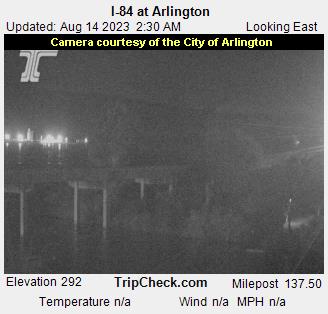 I-84 at Arlington
Updated: Aug 14 2023 2:30 AM Looking East
Camera courtesy of the City of Arlington
Elevation 292 TripCheck.com Milepost 137.50
Temperature n/a Wind n/a MPH n/a